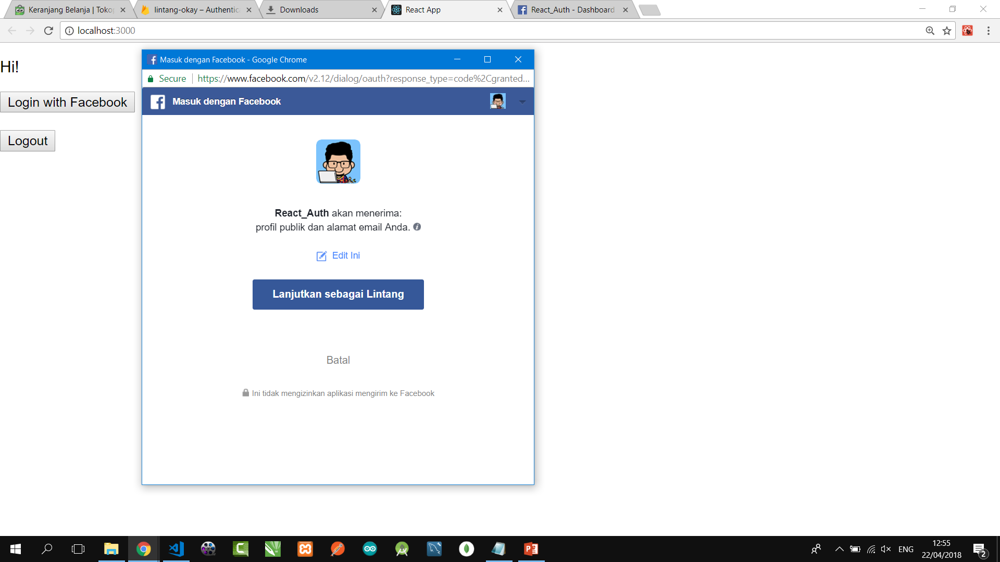 Keranjang Belanja | Tokop
lintang-okay – Authentic
Downloads
React App
React_Auth - Dashboard
localhost:3000
Hi!
Login with Facebook
Logout
Masuk dengan Facebook - Google Chrome
Secure
https://www.facebook.com/v2.12/dialog/oauth?response_type=code%2Cgranted...
Masuk dengan Facebook
React_Auth akan menerima:
profil publik dan alamat email Anda.
Edit Ini
Lanjutkan sebagai Lintang
Batal
Ini tidak mengizinkan aplikasi mengirim ke Facebook
ENG
12:55
22/04/2018
2